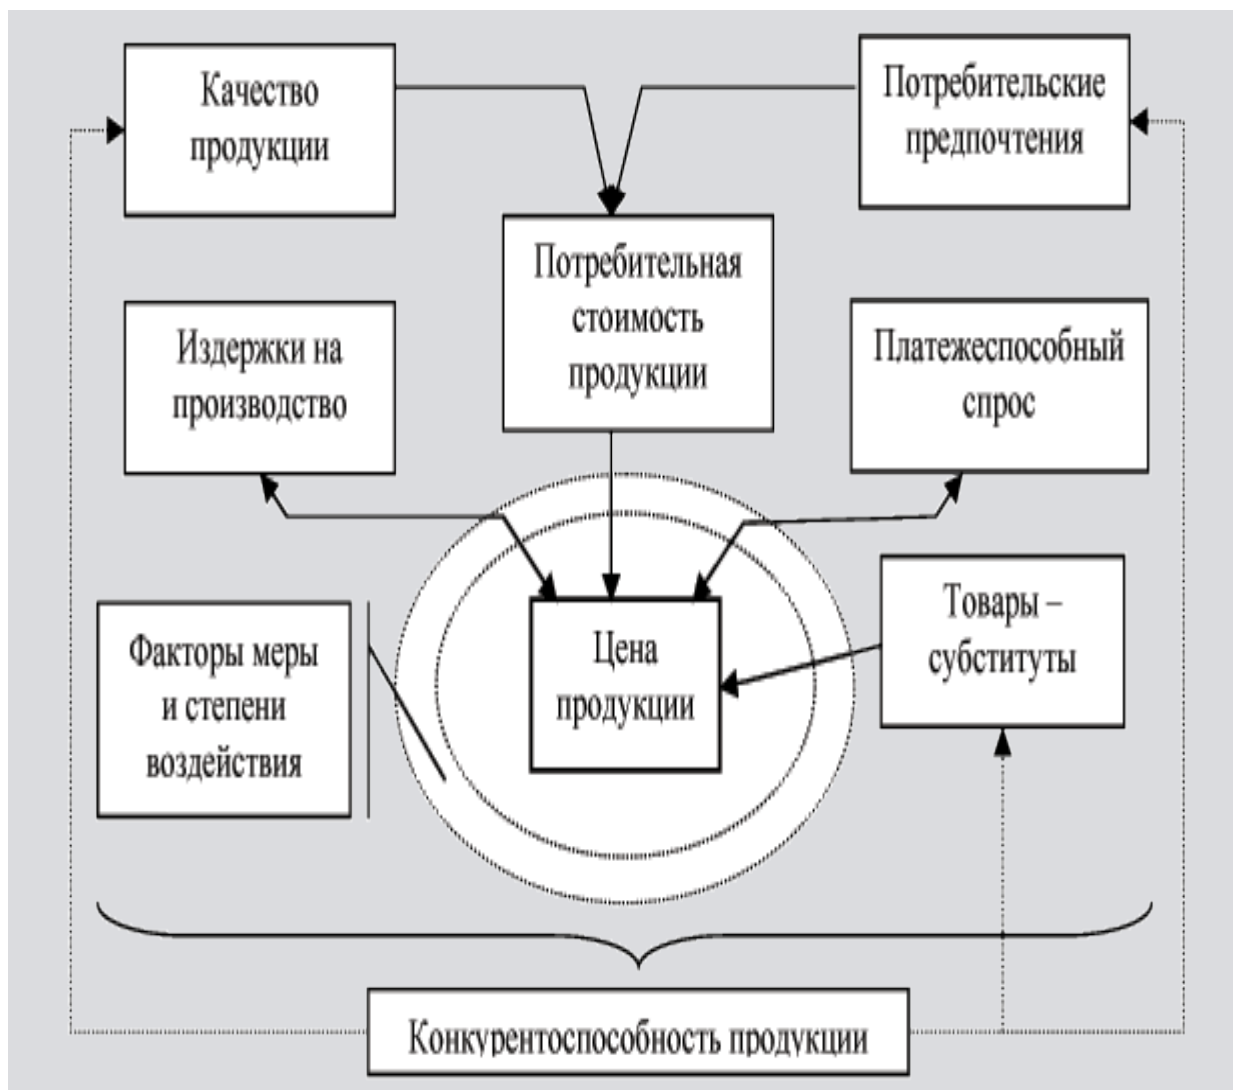 Качество
продукции
Потребительские
предпочтения
Потребительная
стоимость
продукции
Издержки на
производство
Платежеспособный
спрос
Товары –
субституты
Цена
продукции
Факторы меры
и степени
воздействия
Конкурентоспособность продукции